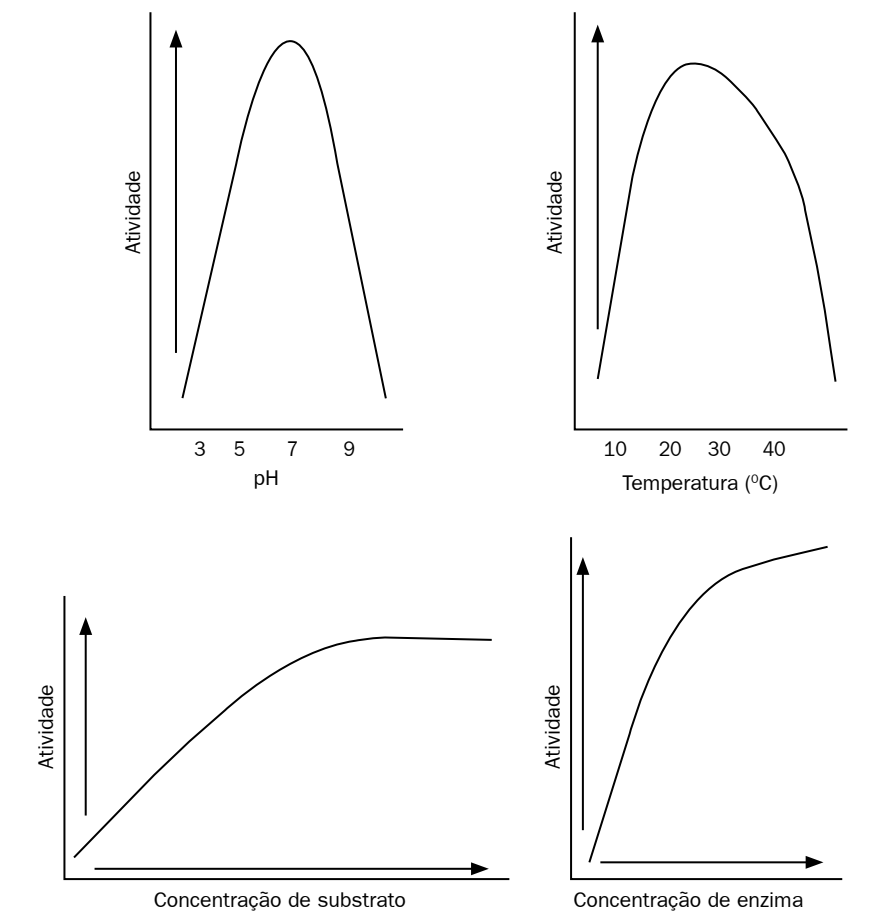 Atividade
3 5 7 9
pH
Atividade
10 20 30 40
Temperatura (⁰C)
Atividade
Concentração de substrato
Atividade
Concentração de enzima